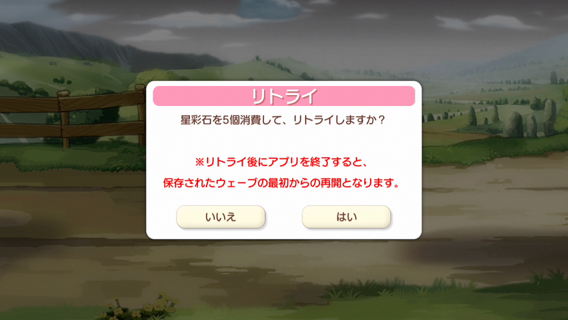 リトライ
星彩石を5個消費して、リトライしますか？
※リトライ後にアプリを終了すると、
保存されたウェーブの最初からの再開となります。
いいえ
はい